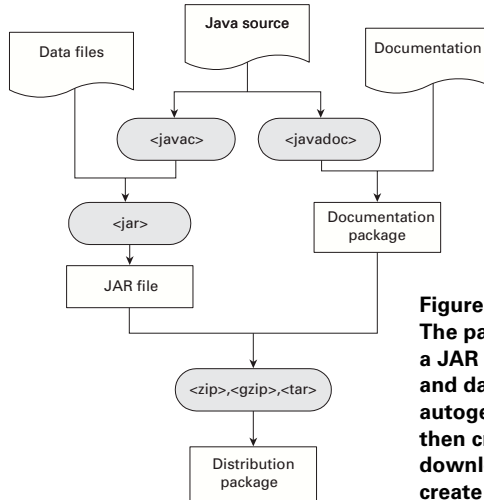 Java source
Data files
Documentation
<javac>
<javadoc>
<jar>
Documentation
package
JAR file
<zip>,<gzip>,<tar>
Distribution
package
Figure
The pa
a JAR
and da
autoge
then cr
downl
create